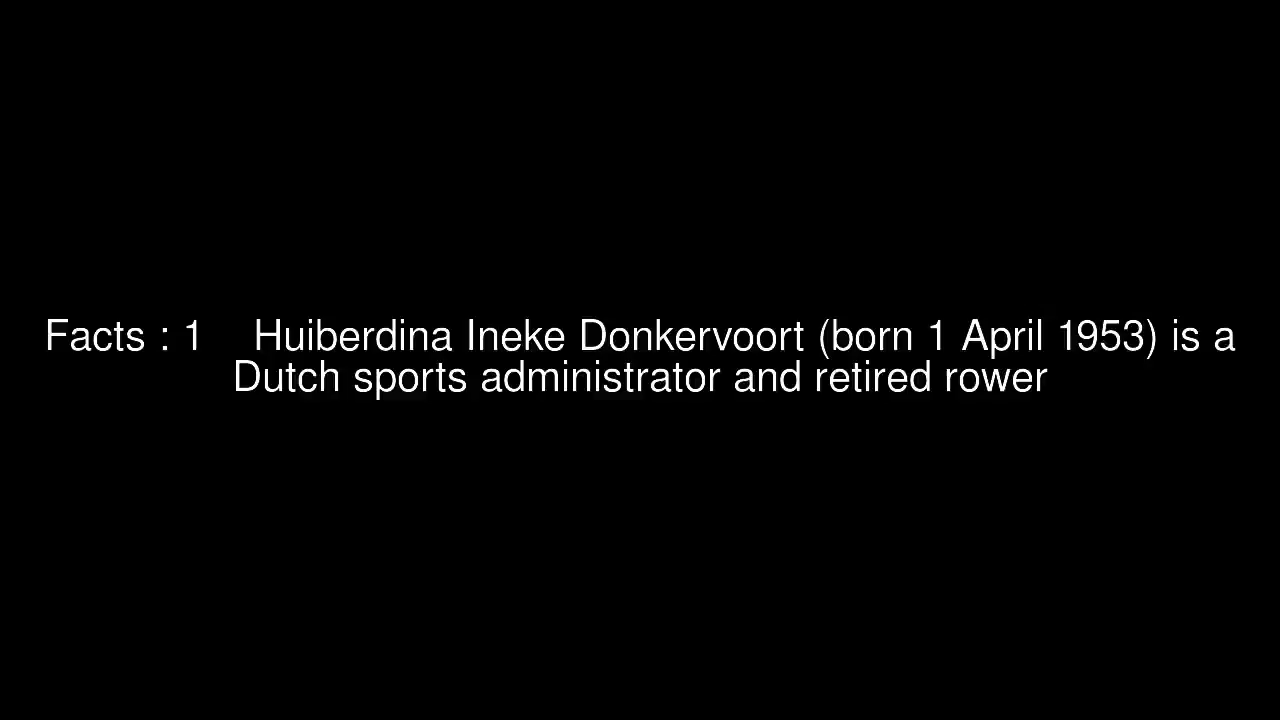 Facts : 1    Huiberdina Ineke Donkervoort (born 1 April 1953) is a
Dutch sports administrator and retired rower